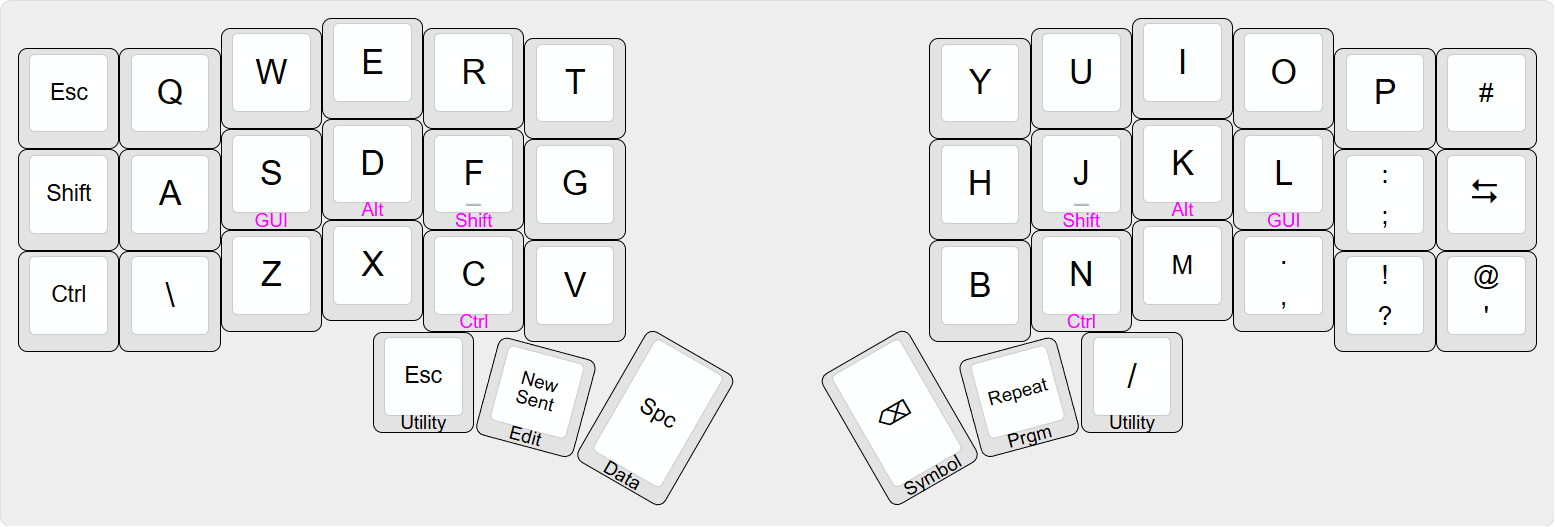 Esc Q W E R T Y U I O P #
Shift A S D F G H J K L : ;
GUI Alt Shift Shift Alt GUI
Ctrl \ Z X C V B N M . , ! ? @ '
Ctrl Ctrl
Esc New Sent Spc ⌫ Repeat /
Utility Edit Data Symbol Prgm Utility